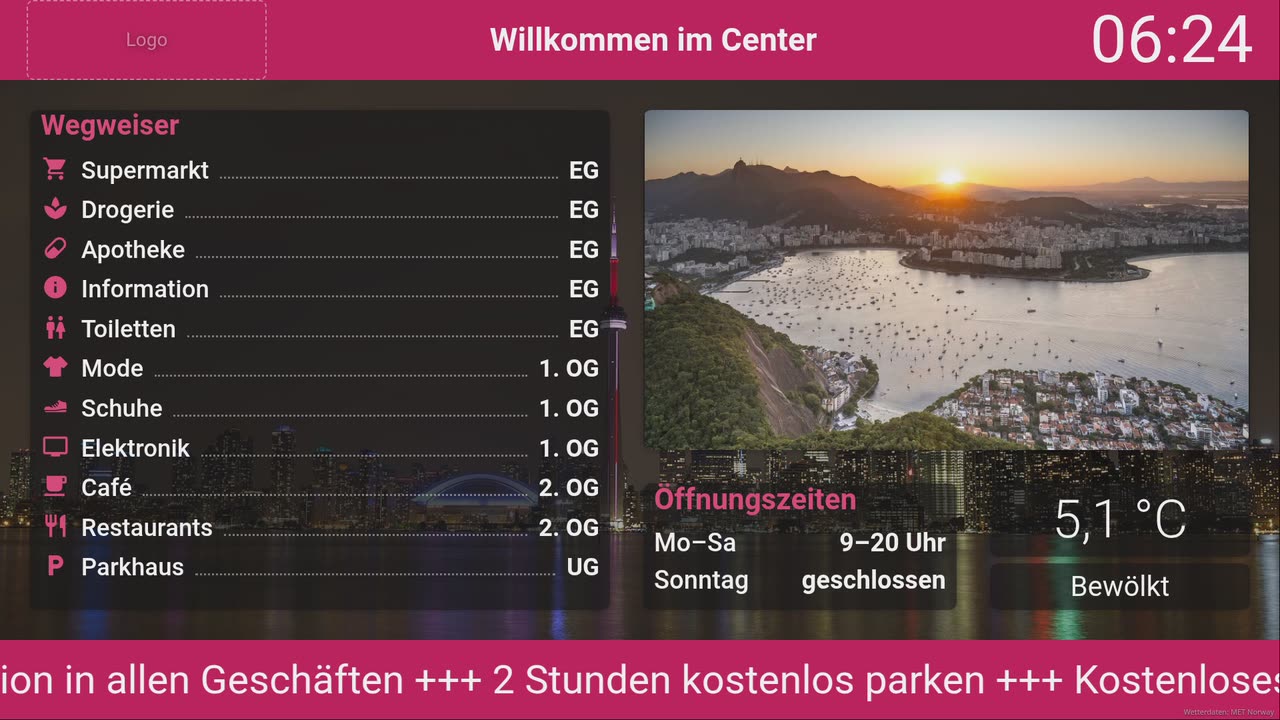 Logo
Willkommen im Center
06:24
Wegweiser
Supermarkt EG
Drogerie EG
Apotheke EG
Information EG
Toiletten EG
Mode 1. OG
Schuhe 1. OG
Elektronik 1. OG
Café 2. OG
Restaurants 2. OG
P Parkhaus UG
Öffnungszeiten
Mo–Sa 9–20 Uhr
Sonntag geschlossen
5,1 °C
Bewölkt
ion in allen Geschäften +++ 2 Stunden kostenlos parken +++ Kostenloses
Wetterdaten: MET Norway